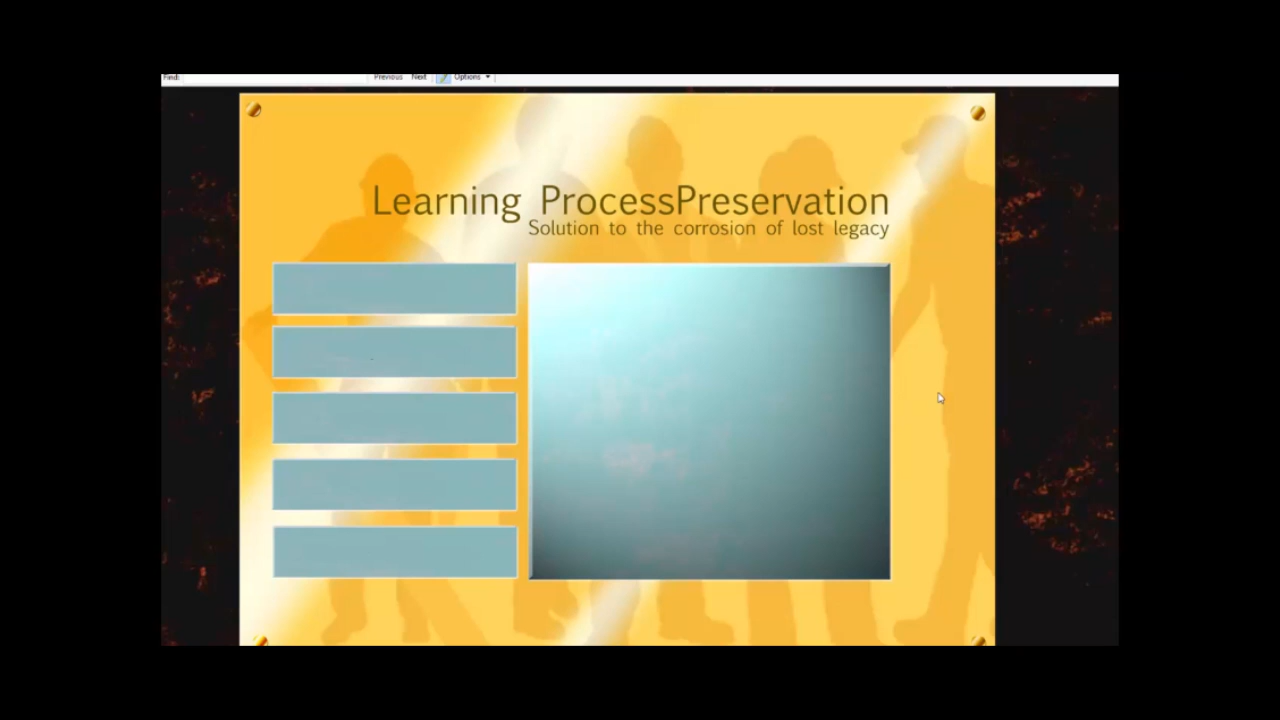 Find:
Previous Next Options
Learning ProcessPreservation
Solution to the corrosion of lost legacy